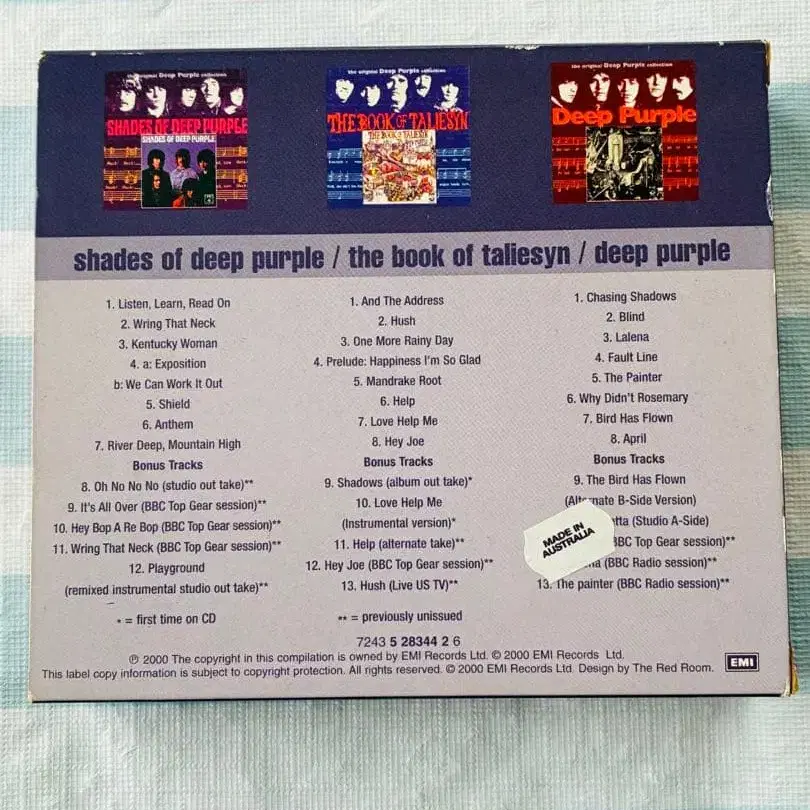 the original Deep Purple collection
SHADES OF DEEP PURPLE
SHADES OF DEEP PURPLE
the original Deep Purple collection
THE BOOK OF TALIESYN
THE BOOK OF TALIESYN
the original Deep Purple collection
Deep Purple
shades of deep purple / the book of taliesyn / deep purple
1. Listen, Learn, Read On
2. Wring That Neck
3. Kentucky Woman
4. a: Exposition
b: We Can Work It Out
5. Shield
6. Anthem
7. River Deep, Mountain High
Bonus Tracks
8. Oh No No No (studio out take)**
9. It's All Over (BBC Top Gear session)**
10. Hey Bop A Re Bop (BBC Top Gear session)**
11. Wring That Neck (BBC Top Gear session)**
12. Playground
(remixed instrumental studio out take)**
* = first time on CD
1. And The Address
2. Hush
3. One More Rainy Day
4. Prelude: Happiness I'm So Glad
5. Mandrake Root
6. Help
7. Love Help Me
8. Hey Joe
Bonus Tracks
9. Shadows (album out take)*
10. Love Help Me
(Instrumental version)*
11. Help (alternate take)**
12. Hey Joe (BBC Top Gear session)**
13. Hush (Live US TV)**
** = previously unissued
1. Chasing Shadows
2. Blind
3. Lalena
4. Fault Line
5. The Painter
6. Why Didn't Rosemary
7. Bird Has Flown
8. April
Bonus Tracks
9. The Bird Has Flown
(Alternate B-Side Version)
(Studio A-Side)
BBC Top Gear session)**
(BBC Radio session)**
13. The painter (BBC Radio session)**
MADE IN
AUSTRALIA
7243 5 28344 2 6
℗ 2000 The copyright in this compilation is owned by EMI Records Ltd. © 2000 EMI Records Ltd.
This label copy information is subject to copyright protection. All rights reserved. © 2000 EMI Records Ltd. Design by The Red Room.
EMI